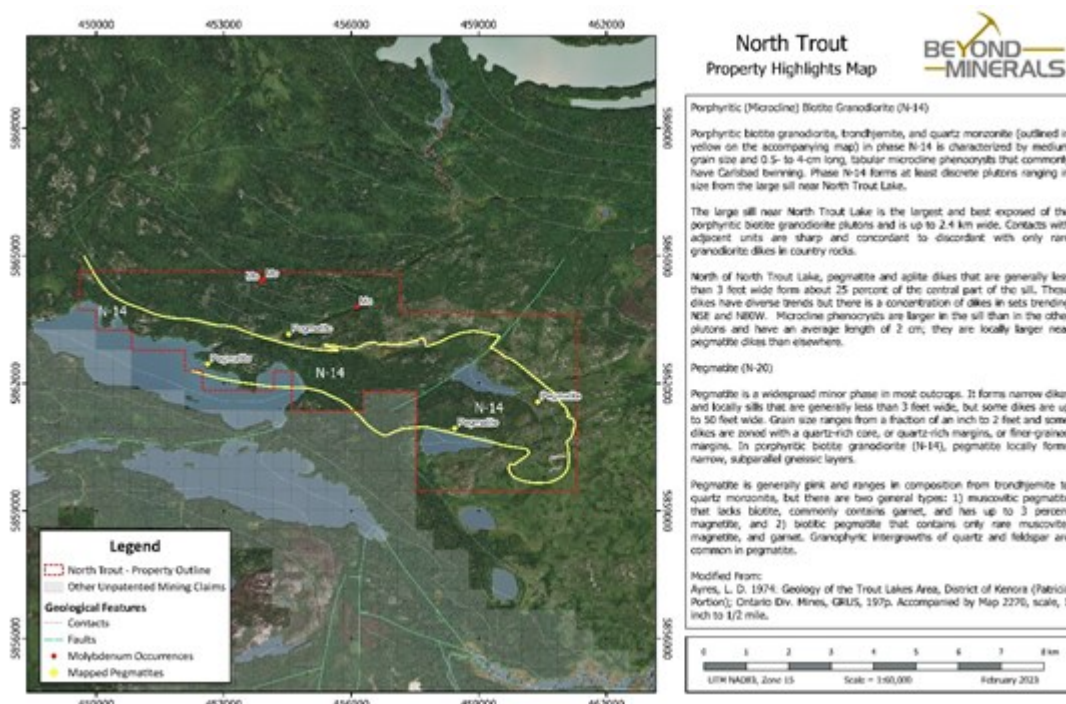 450000 453000 456000 459000 462000
North Trout
Property Highlights Map
BEYOND
MINERALS
5868000
5868000
5865000
5865000
5862000
5862000
5859000
5859000
5856000
5856000
Mo
Mo
Mo
N-14
Pegmatite
Pegmatite
N-14
Pegmatite
N-14
Pegmatite
Legend
North Trout - Property Outline
Other Unpatented Mining Claims
Geological Features
Contacts
Faults
Molybdenum Occurrences
Mapped Pegmatites
450000 453000 456000 459000 462000
Porphyritic (Microcline) Biotite Granodiorite (N-14)
Porphyritic biotite granodiorite, trondhjemite, and quartz monzonite (outlined in
yellow on the accompanying map) in phase N-14 is characterized by medium
grain size and 0.5- to 4-cm long, tabular microcline phenocrysts that commonly
have Carlsbad twinning. Phase N-14 forms at least discrete plutons ranging in
size from the large sill near North Trout Lake.
The large sill near North Trout Lake is the largest and best exposed of the
porphyritic biotite granodiorite plutons and is up to 2.4 km wide. Contacts with
adjacent units are sharp and concordant to discordant with only rare
granodiorite dikes in country rocks.
North of North Trout Lake, pegmatite and aplite dikes that are generally less
than 3 feet wide form about 25 percent of the central part of the sill. These
dikes have diverse trends but there is a concentration of dikes in sets trending
and N80W. Microcline phenocrysts are larger in the sill than in the other
plutons and have an average length of 2 cm; they are locally larger near
pegmatite dikes than elsewhere.
Pegmatite (N-20)
Pegmatite is a widespread minor phase in most outcrops. It forms narrow dikes
and locally sills that are generally less than 3 feet wide, but some dikes are up
to 50 feet wide. Grain size ranges from a fraction of an inch to 2 feet and some
dikes are zoned with a quartz-rich core, or quartz-rich margins, or finer-grained
margins. In porphyritic biotite granodiorite (N-14), pegmatite locally forms
narrow, subparallel gneissic layers.
Pegmatite is generally pink and ranges in composition from trondhjemite to
quartz monzonite, but there are two general types: 1) muscovitic pegmatite
that lacks biotite, commonly contains garnet, and has up to 3 percent
magnetite, and 2) biotitic pegmatite that contains only rare muscovite,
magnetite, and garnet. Granophyric intergrowths of quartz and feldspar are
common in pegmatite.
Modified From:
Ayres, L. D. 1974: Geology of the Trout Lakes Area, District of Kenora (Patricia
Portion); Ontario Div. Mines, 197p. Accompanied by Map 2270, scale, 1
inch to 1/2 mile.
0 1 2 3 4 5 6 7 8 km
UTM NAD83, Zone 15 Scale = 1:60,000 February 2023